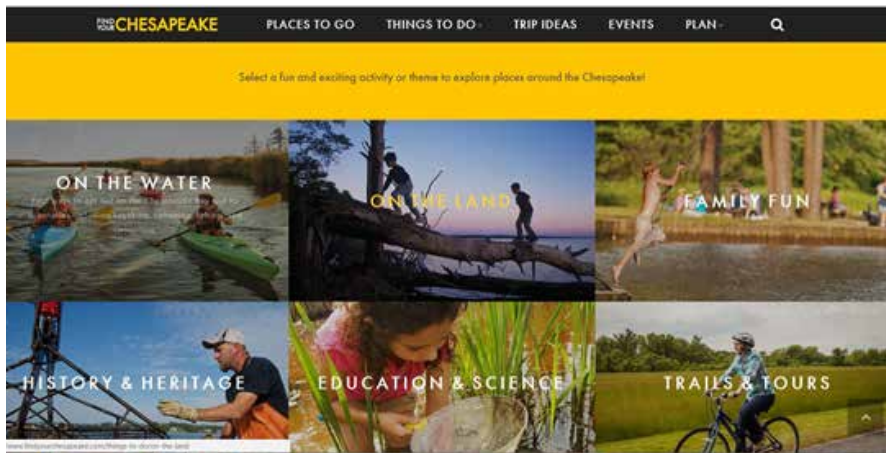 FIND YOUR CHESAPEAKE PLACES TO GO THINGS TO DO TRIP IDEAS EVENTS PLAN
Select a fun and exciting activity or theme to explore places around the Chesapeake!
ON THE WATER
ON THE LAND
FAMILY FUN
HISTORY & HERITAGE
EDUCATION & SCIENCE
TRAILS & TOURS
www.findyourchesapeake.com/things-to-do/on-the-land